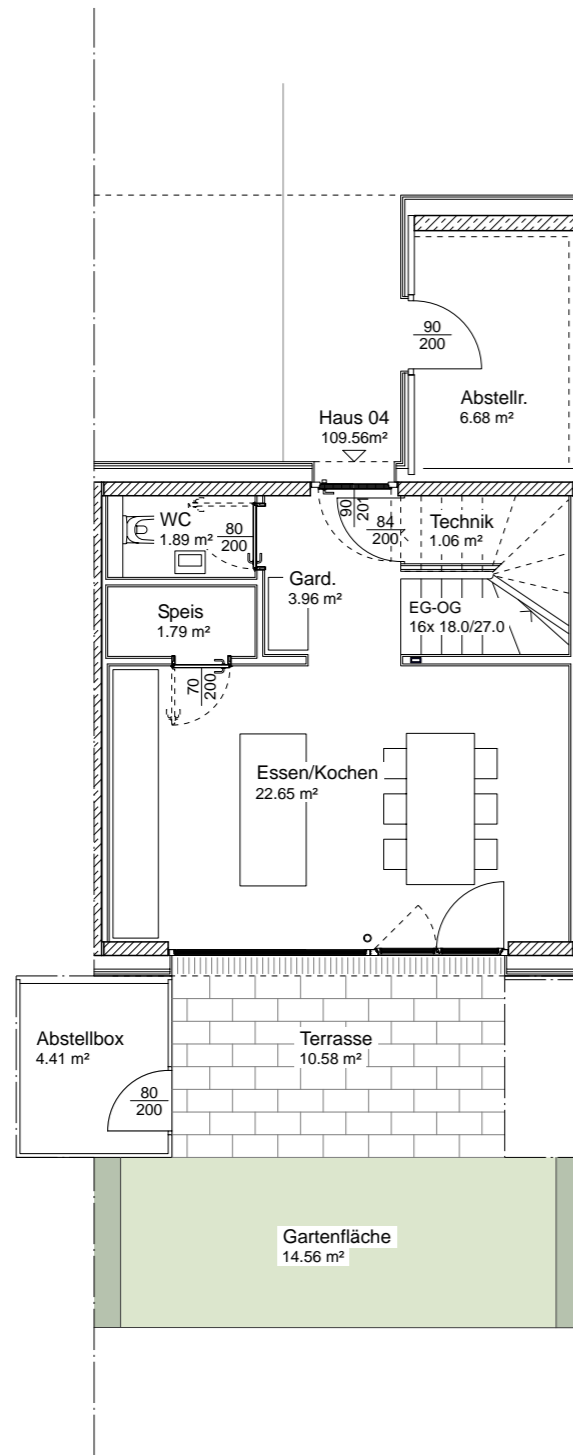 90
200
Abstellr.
6.68 m²
Haus 04
109.56m²
WC
1.89 m²
80
200
90
201
84
200
Technik
1.06 m²
Gard.
3.96 m²
Speis
1.79 m²
EG-OG
16x 18.0/27.0
70
200
Essen/Kochen
22.65 m²
Abstellbox
4.41 m²
Terrasse
10.58 m²
80
200
Gartenfläche
14.56 m²